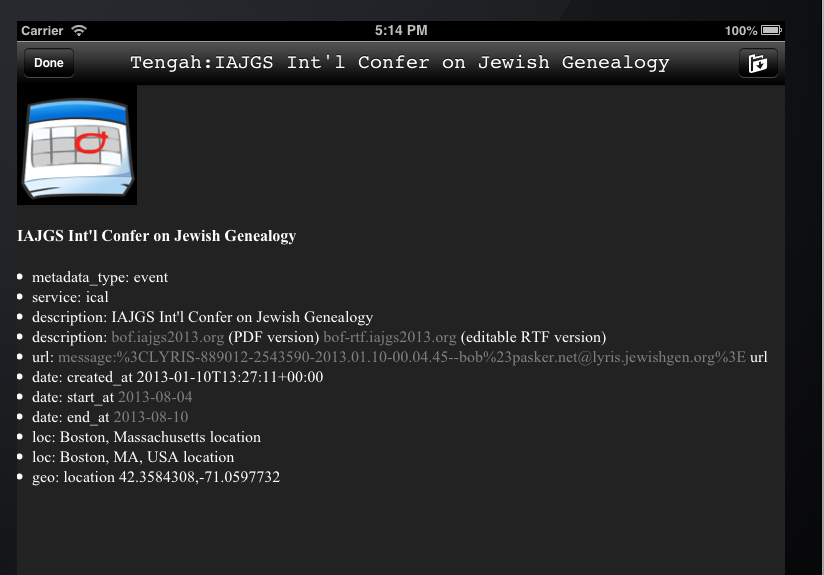 Carrier 5:14 PM 100%
Done Tengah:IAJGS Int'l Confer on Jewish Genealogy
IAJGS Int'l Confer on Jewish Genealogy
• metadata_type: event
• service: ical
• description: IAJGS Int'l Confer on Jewish Genealogy
• description: bof.iajgs2013.org (PDF version) bof-rtf.iajgs2013.org (editable RTF version)
• url: message:%3CLYRIS-889012-2543590-2013.01.10-00.04.45--bob%23pasker.net@lyris.jewishgen.org%3E url
• date: created_at 2013-01-10T13:27:11+00:00
• date: start_at 2013-08-04
• date: end_at 2013-08-10
• loc: Boston, Massachusetts location
• loc: Boston, MA, USA location
• geo: location 42.3584308,-71.0597732